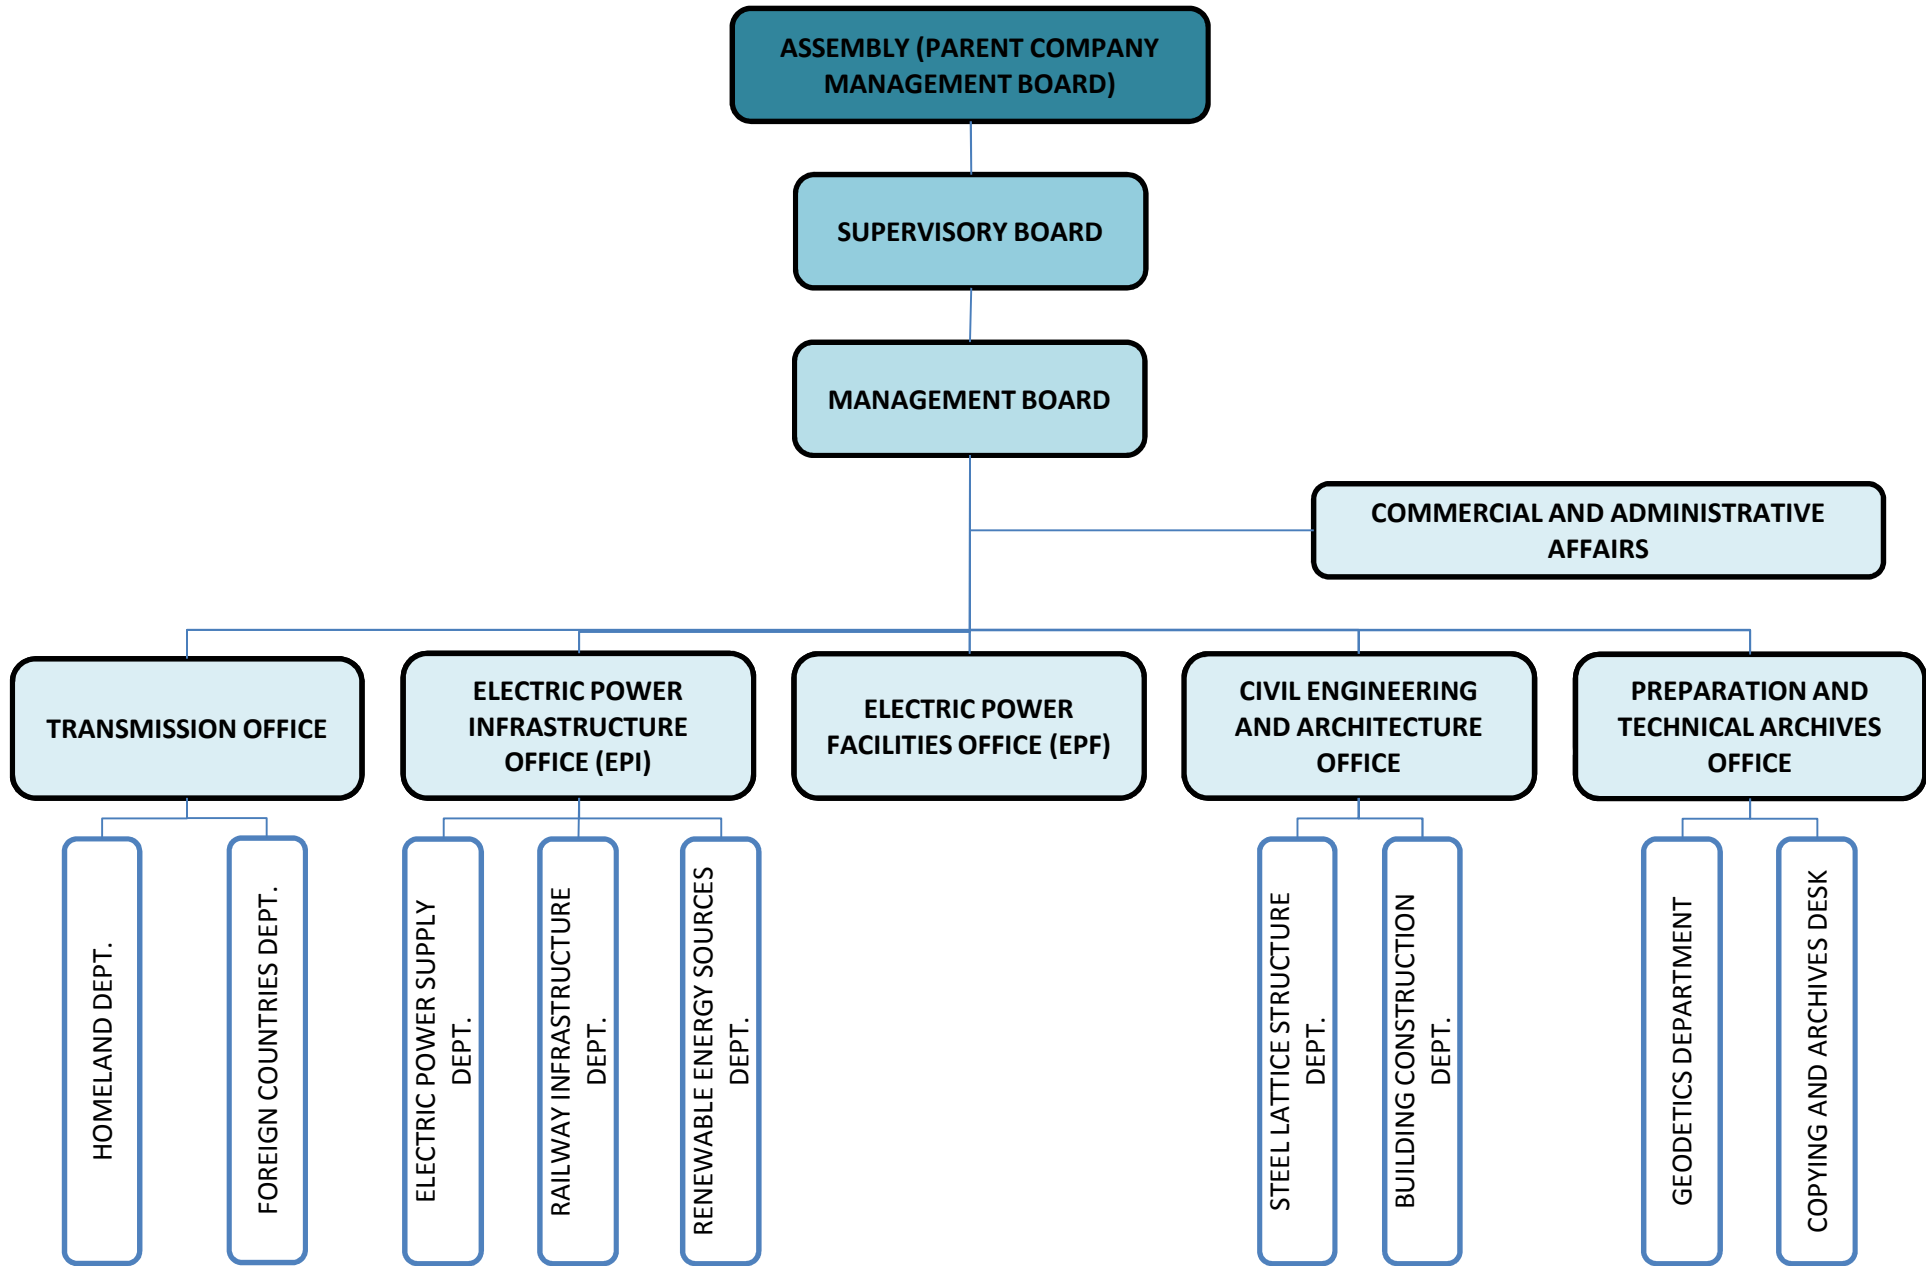 ASSEMBLY (PARENT COMPANY
MANAGEMENT BOARD)
SUPERVISORY BOARD
MANAGEMENT BOARD
COMMERCIAL AND ADMINISTRATIVE
AFFAIRS
TRANSMISSION OFFICE
ELECTRIC POWER
INFRASTRUCTURE
OFFICE (EPI)
ELECTRIC POWER
FACILITIES OFFICE (EPF)
CIVIL ENGINEERING
AND ARCHITECTURE
OFFICE
PREPARATION AND
TECHNICAL ARCHIVES
OFFICE
HOMELAND DEPT.
FOREIGN COUNTRIES DEPT.
ELECTRIC POWER SUPPLY
DEPT.
RAILWAY INFRASTRUCTURE
DEPT.
RENEWABLE ENERGY SOURCES
DEPT.
STEEL LATTICE STRUCTURE
DEPT.
BUILDING CONSTRUCTION
DEPT.
GEODETICS DEPARTMENT
COPYING AND ARCHIVES DESK